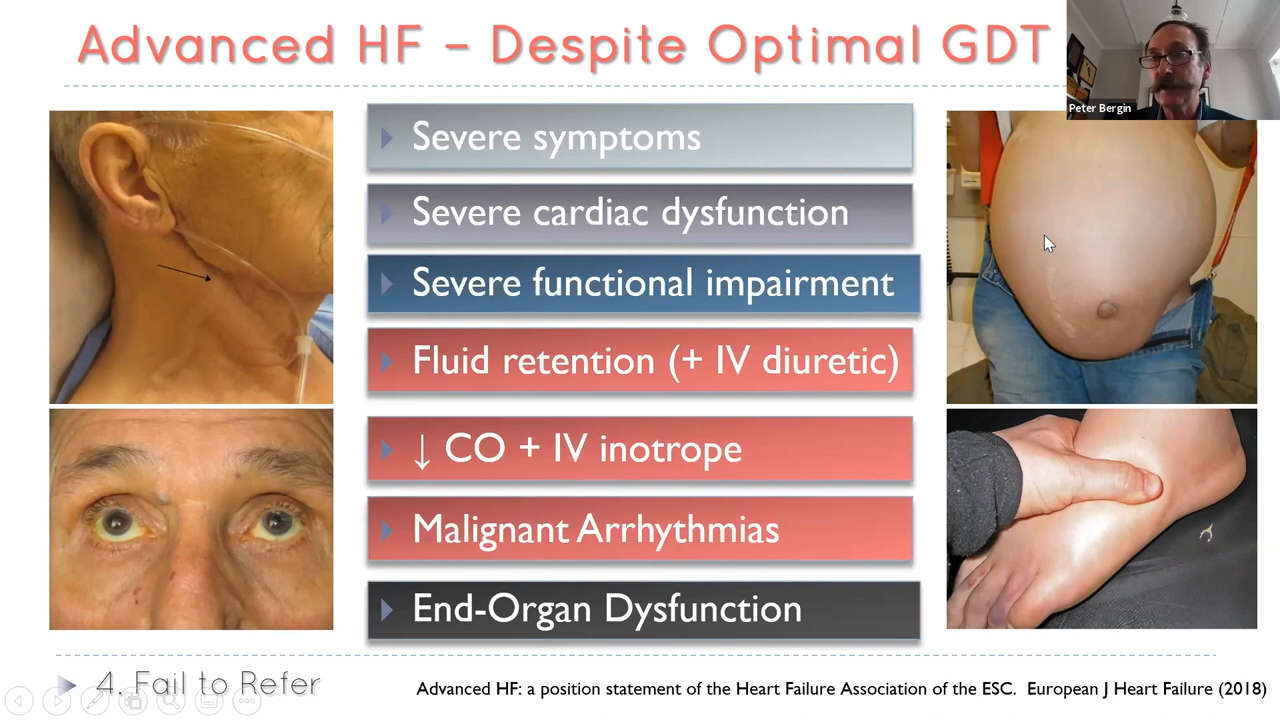 Advanced HF – Despite Optimal GDT
Peter Bergin
Severe symptoms
Severe cardiac dysfunction
Severe functional impairment
Fluid retention (+ IV diuretic)
↓ CO + IV inotrope
Malignant Arrhythmias
End-Organ Dysfunction
4. Fail to Refer
Advanced HF: a position statement of the Heart Failure Association of the ESC. European J Heart Failure (2018)